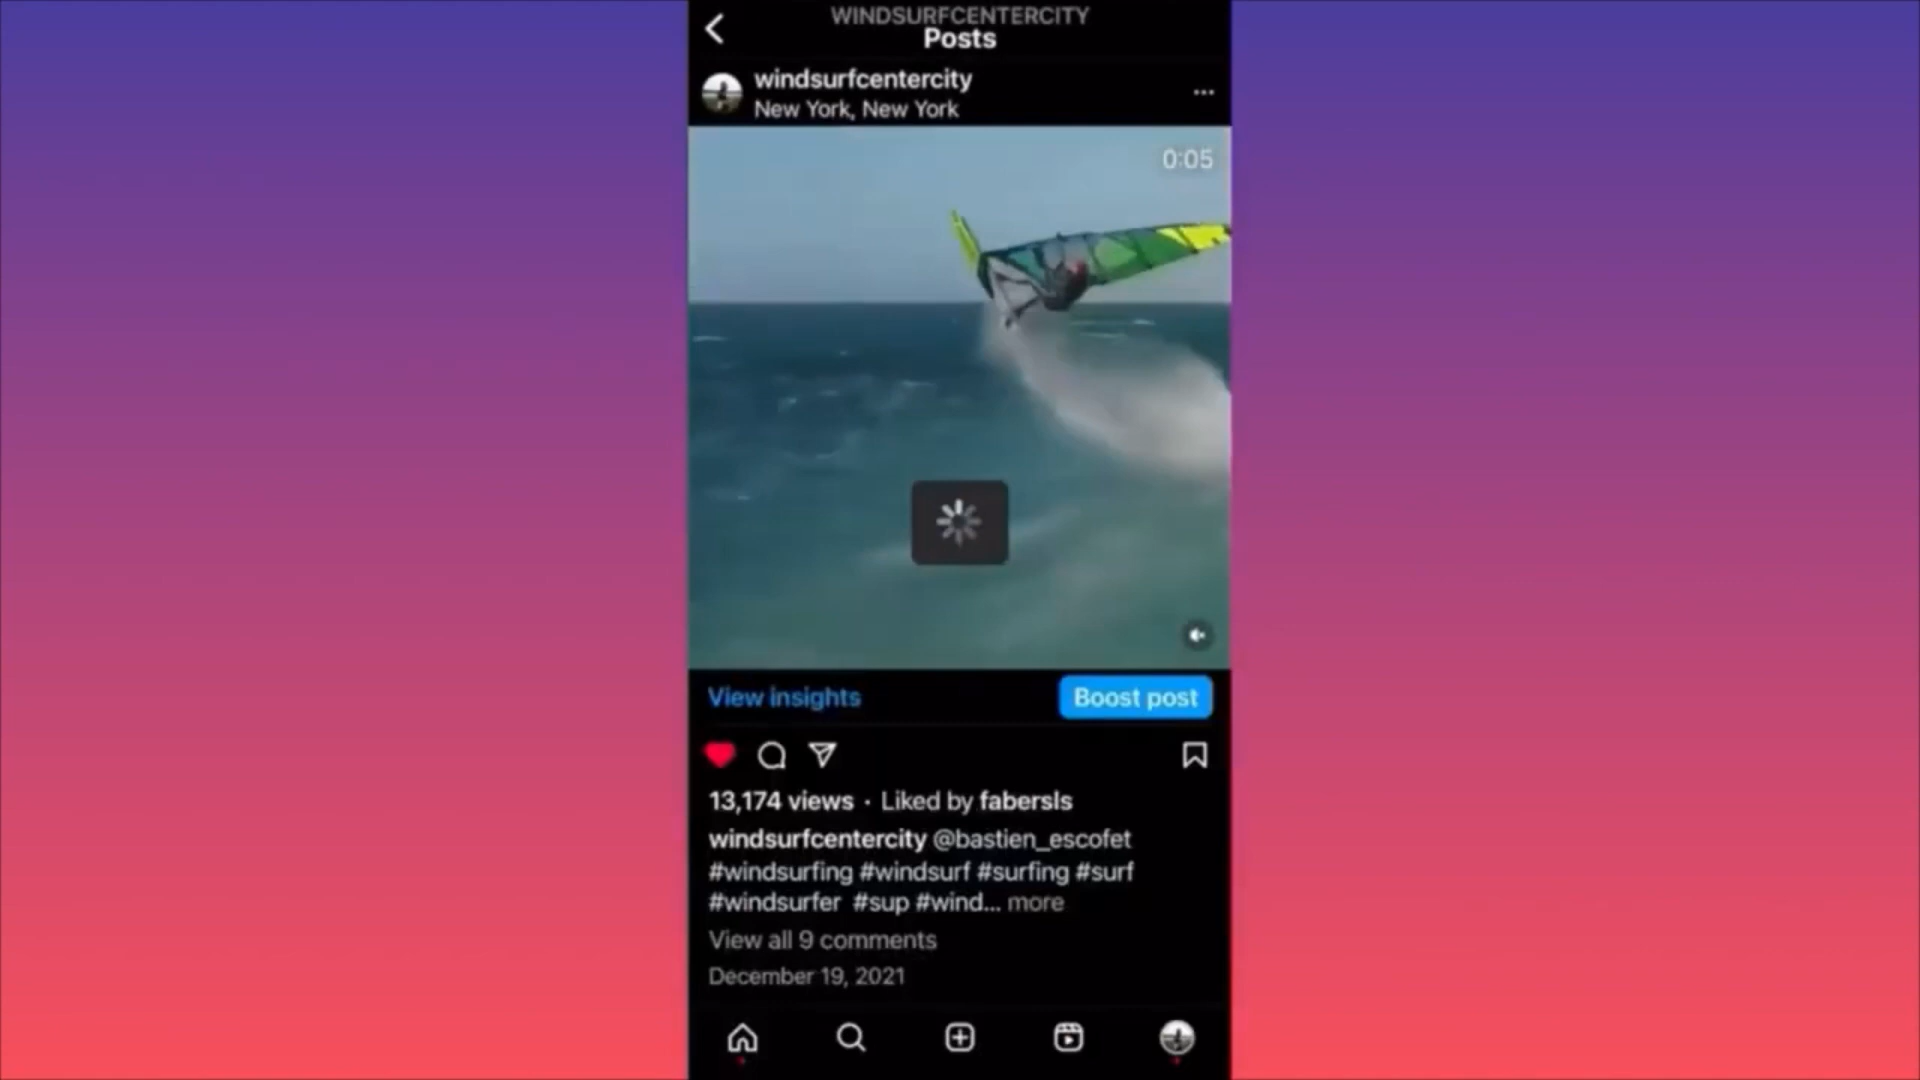 WINDSURFCENTERCITY
Posts
windsurfcentercity
New York, New York
0:05
View insights
Boost post
13,174 views · Liked by fabersls
windsurfcentercity @bastien_escofet
#windsurfing #windsurf #surfing #surf
#windsurfer #sup #wind... more
View all 9 comments
December 19, 2021